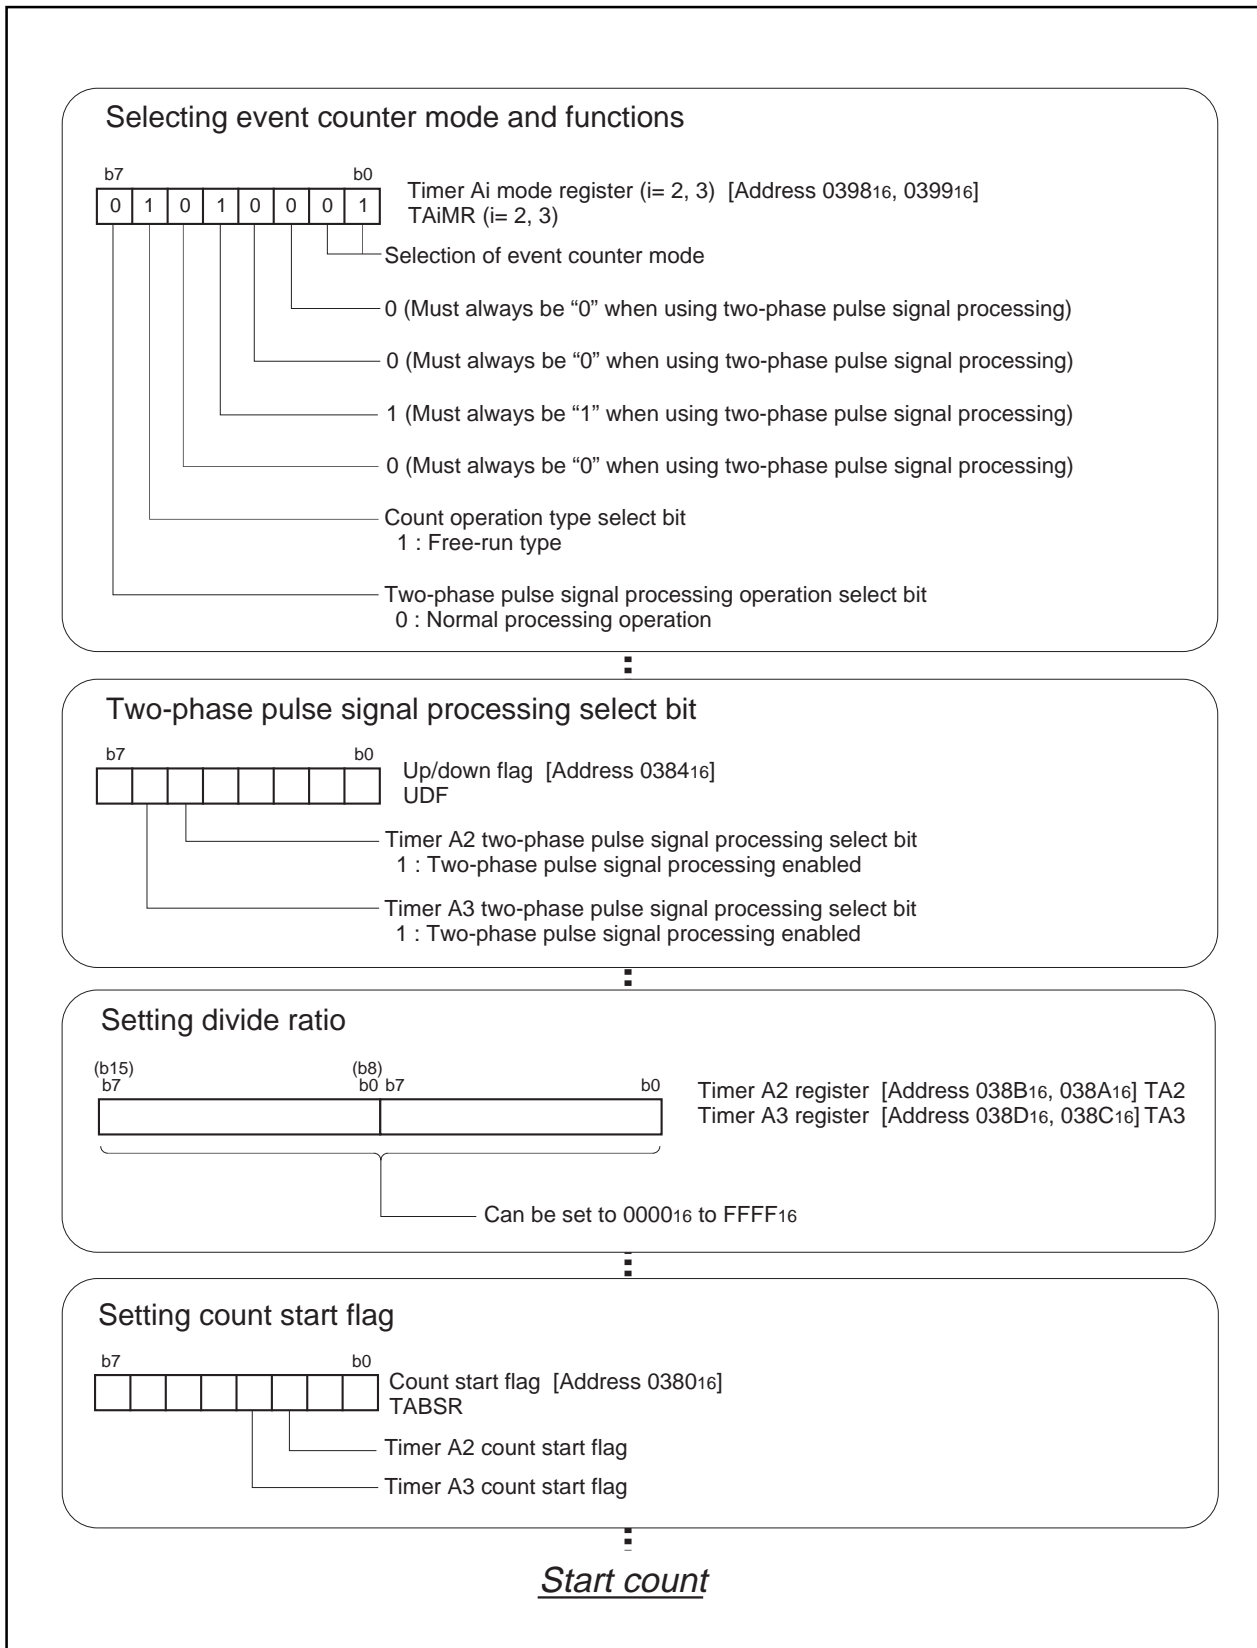 Selecting event counter mode and functions
b7 b0
0 1 0 1 0 0 0 1
Timer Ai mode register (i= 2, 3) [Address 039816, 039916]
TAiMR (i= 2, 3)
Selection of event counter mode
0 (Must always be “0” when using two-phase pulse signal processing)
0 (Must always be “0” when using two-phase pulse signal processing)
1 (Must always be “1” when using two-phase pulse signal processing)
0 (Must always be “0” when using two-phase pulse signal processing)
Count operation type select bit
1 : Free-run type
Two-phase pulse signal processing operation select bit
0 : Normal processing operation
Two-phase pulse signal processing select bit
b7 b0
Up/down flag [Address 038416]
UDF
Timer A2 two-phase pulse signal processing select bit
1 : Two-phase pulse signal processing enabled
Timer A3 two-phase pulse signal processing select bit
1 : Two-phase pulse signal processing enabled
Setting divide ratio
(b15) (b8)
b7 b0 b7 b0
Timer A2 register [Address 038B16, 038A16] TA2
Timer A3 register [Address 038D16, 038C16] TA3
Can be set to 000016 to FFFF16
Setting count start flag
b7 b0
Count start flag [Address 038016]
TABSR
Timer A2 count start flag
Timer A3 count start flag
Start count